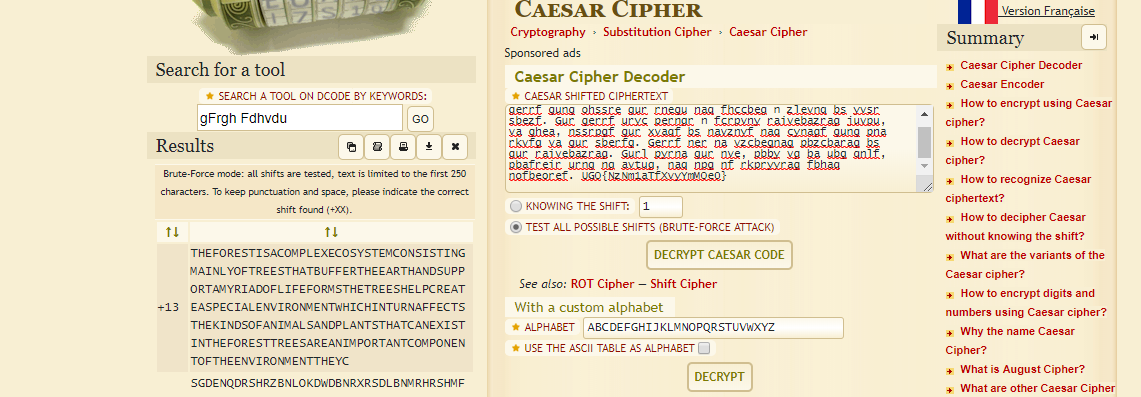 CAESAR CIPHER
Cryptography › Substitution Cipher › Caesar Cipher
Sponsored ads
Caesar Cipher Decoder
★ CAESAR SHIFTED CIPHERTEXT
gerrf gung ohssre gur rnegu naq fhccbeg n zlevnq bs yvsr
sbezf. Gur gerrf uryc perngr n fcrpvny raivebazrag juvpu,
va ghea, nssrpgf gur xvaqf bs navznyf naq cynagf gung pna
rkvfg va gur sberfg. Gerrf ner na vzcbegnag pbzcbarag bs
gur raivebazrag. Gurl pyrna gur nve, pbby vg ba ubg qnlf,
pbafreir urng ng avtug, naq npg nf rkpryyrag fbhaq
nofbeoref.
KNOWING THE SHIFT: 1
TEST ALL POSSIBLE SHIFTS (BRUTE-FORCE ATTACK)
DECRYPT CAESAR CODE
See also: ROT Cipher — Shift Cipher
With a custom alphabet
★ ALPHABET ABCDEFGHIJKLMNOPQRSTUVWXYZ
★ USE THE ASCII TABLE AS ALPHABET
DECRYPT
Search for a tool
★ SEARCH A TOOL ON DCODE BY KEYWORDS:
gFrgh Fdhvdu GO
Results
Brute-Force mode: all shifts are tested, text is limited to the first 250
characters. To keep punctuation and space, please indicate the correct
shift found (+XX).
↑↓ ↑↓
+13
THEFORESTISACOMPLEXECOSYSTEMCONSISTING
MAINLYOFTREESTHATBUFFERTHEEARTHANDSUPP
ORTAMYRIADOFLIFEFORMSTHETREESHELPCREAT
EASPECIALENVIRONMENTWHICHINTURNAFFECTS
THEKINDSOFANIMALSANDPLANTSTHATCANEXIST
INTHEFORESTTREESAREANIMPORTANTCOMPONEN
TOFTHEENVIRONMENTTHEYC
SGDENQDRSHRZBNLOKDWDBNRXRSDLBNMRHRSHMF
Version Française
Summary
Caesar Cipher Decoder
Caesar Encoder
How to encrypt using Caesar
cipher?
How to decrypt Caesar
cipher?
How to recognize Caesar
ciphertext?
How to decipher Caesar
without knowing the shift?
What are the variants of the
Caesar cipher?
How to encrypt digits and
numbers using Caesar cipher?
Why the name Caesar
Cipher?
What is August Cipher?
What are other Caesar Cipher